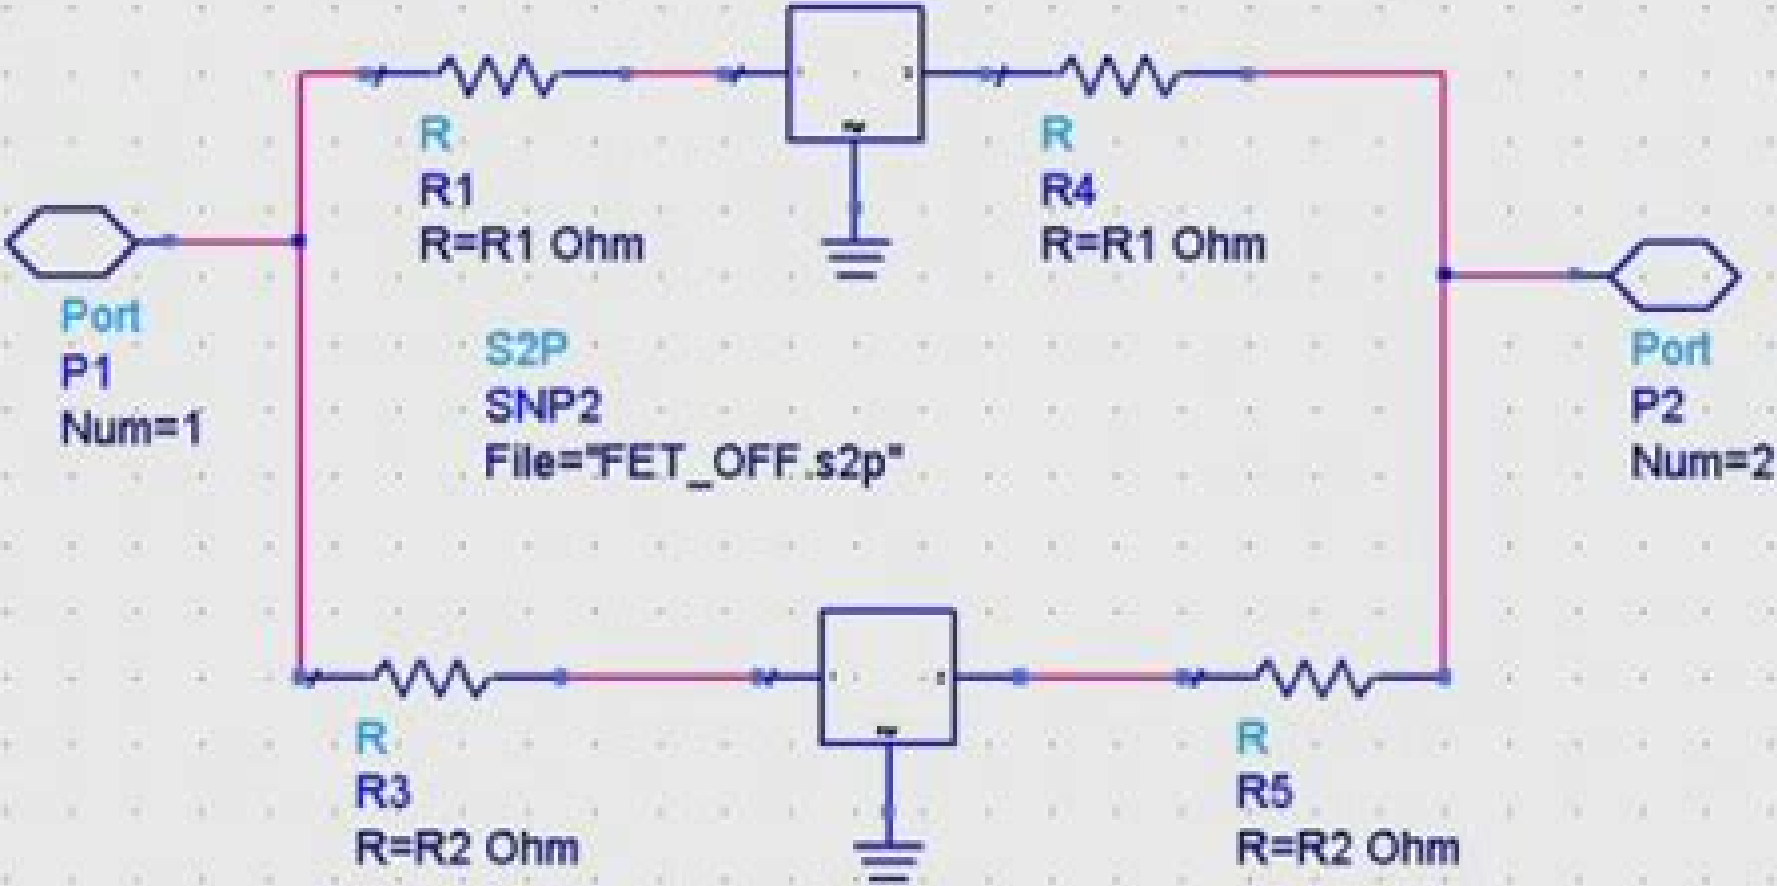 R
R1
R=R1 Ohm
R
R4
R=R1 Ohm
Port
P1
Num=1
S2P
SNP2
File="FET_OFF.s2p"
Port
P2
Num=2
R
R3
R=R2 Ohm
R
R5
R=R2 Ohm